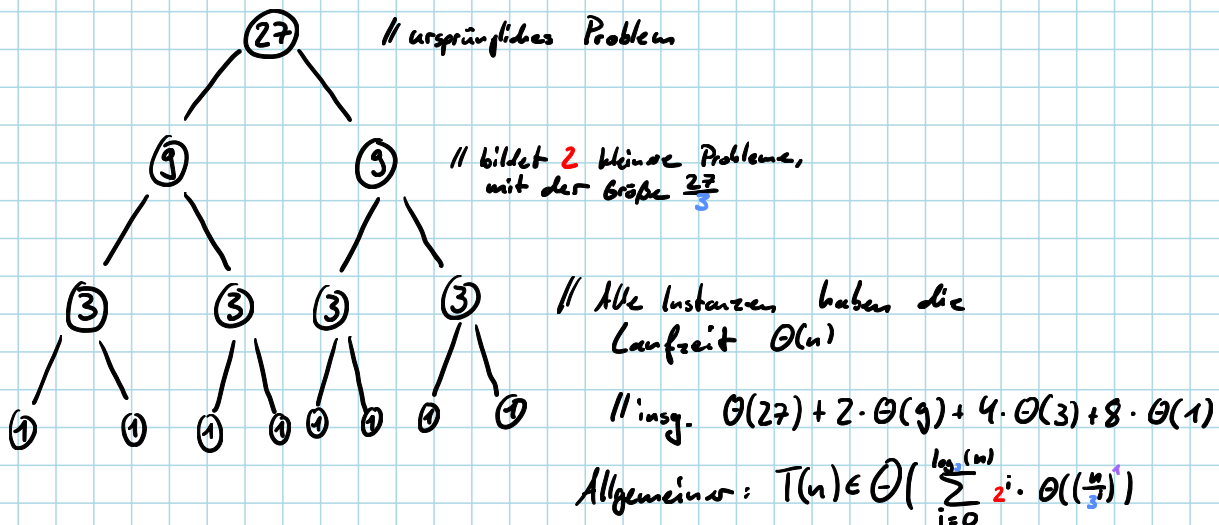 27 // ursprüngliches Problem
9 9 // bildet 2 kleinere Probleme,
mit der Größe 27/3
3 3 3 3 // Alle Instanzen haben die
Laufzeit Θ(n)
1 1 1 1 1 1 1 1 // insg. Θ(27) + 2 · Θ(9) + 4 · Θ(3) + 8 · Θ(1)
Allgemeiner: T(n) ∈ Θ( ∑_{i=0}^{log_3(n)} 2^i · Θ((n/3^i)^1)